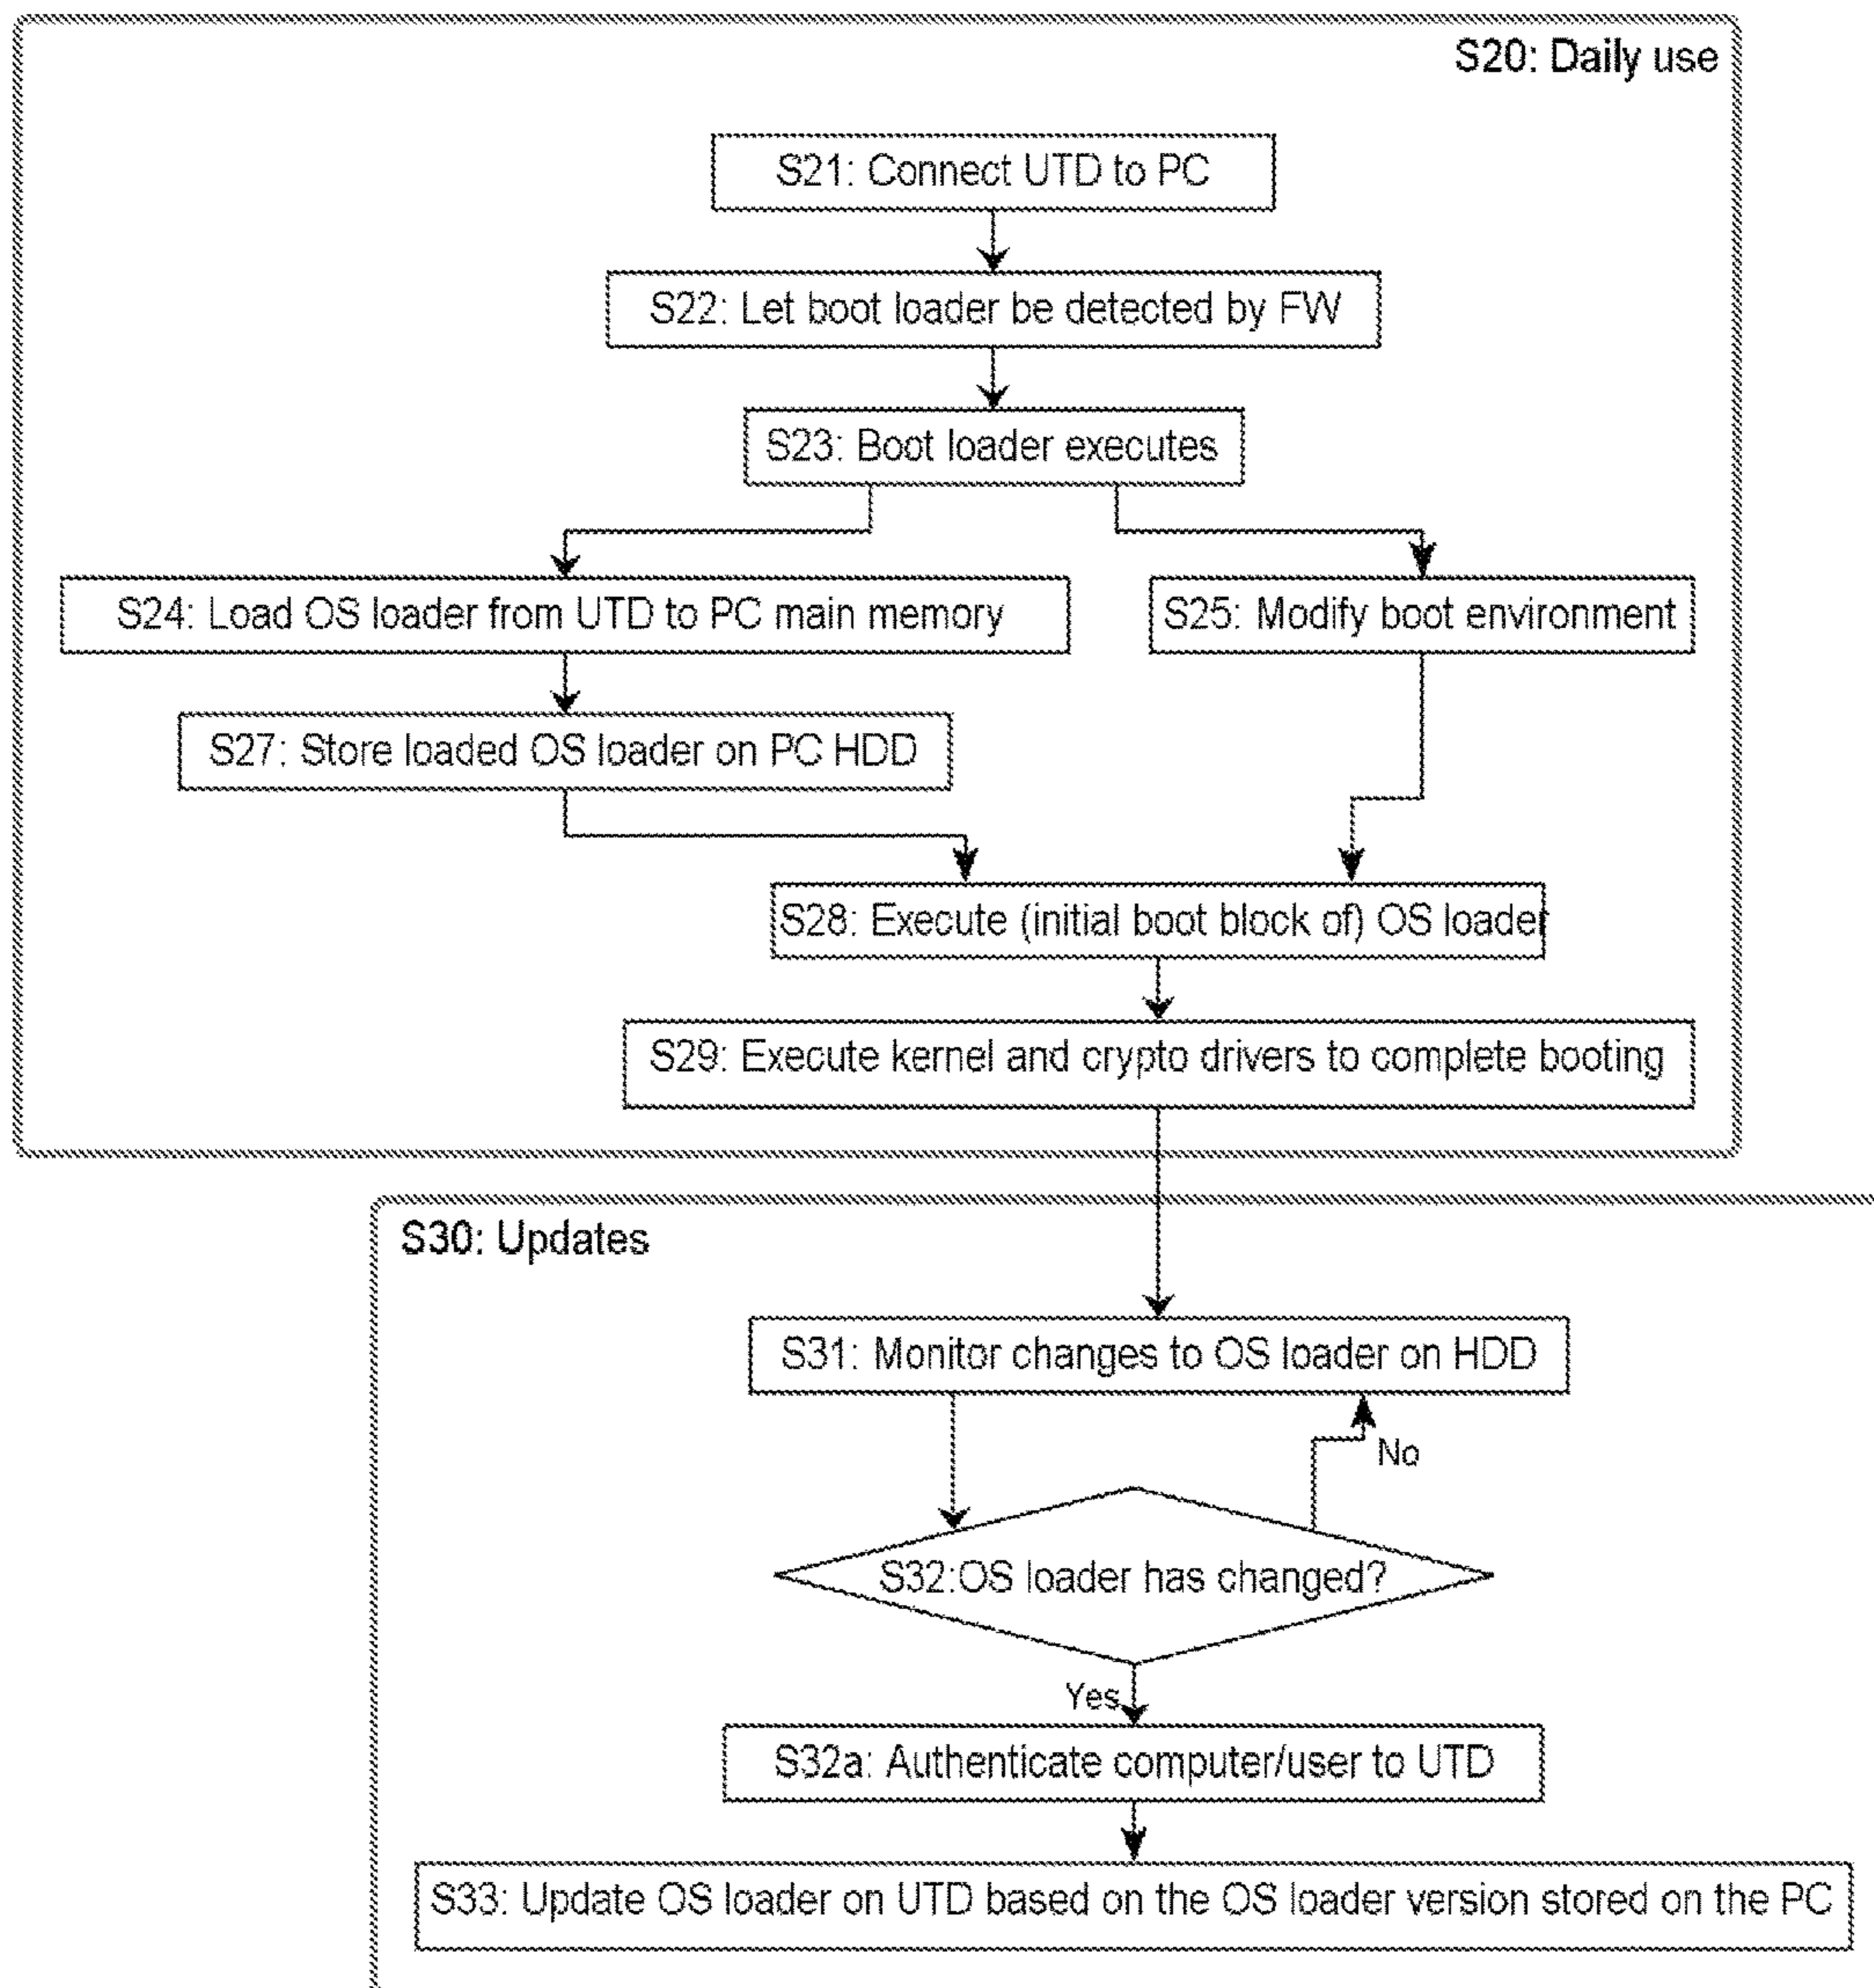 S20: Daily use
S21: Connect UTD to PC
S22: Let boot loader be detected by FW
S23: Boot loader executes
S24: Load OS loader from UTD to PC main memory
S25: Modify boot environment
S27: Store loaded OS loader on PC HDD
S28: Execute (initial boot block of) OS loader
S29: Execute kernel and crypto drivers to complete booting
S30: Updates
S31: Monitor changes to OS loader on HDD
No
S32:OS loader has changed?
Yes
S32a: Authenticate computer/user to UTD
S33: Update OS loader on UTD based on the OS loader version stored on the PC